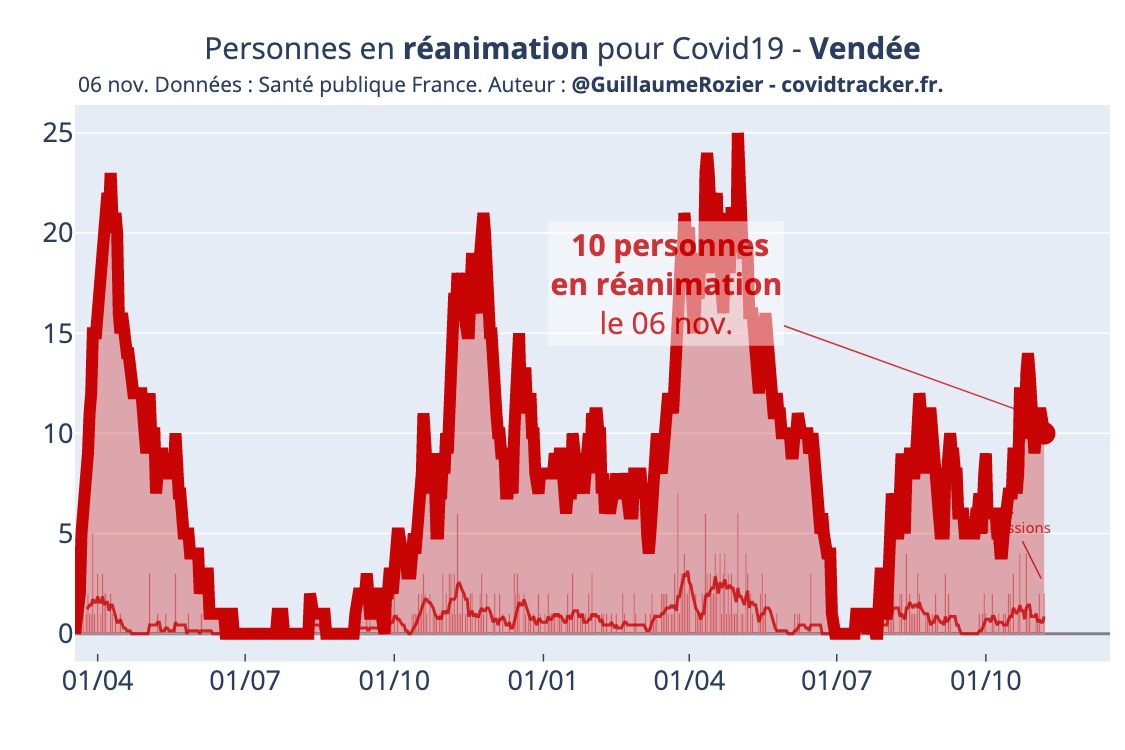 Personnes en réanimation pour Covid19 - Vendée
06 nov. Données : Santé publique France. Auteur : @GuillaumeRozier - covidtracker.fr.
25
20
15
10
5
0
10 personnes
en réanimation
le 06 nov.
01/04 01/07 01/10 01/01 01/04 01/07 01/10